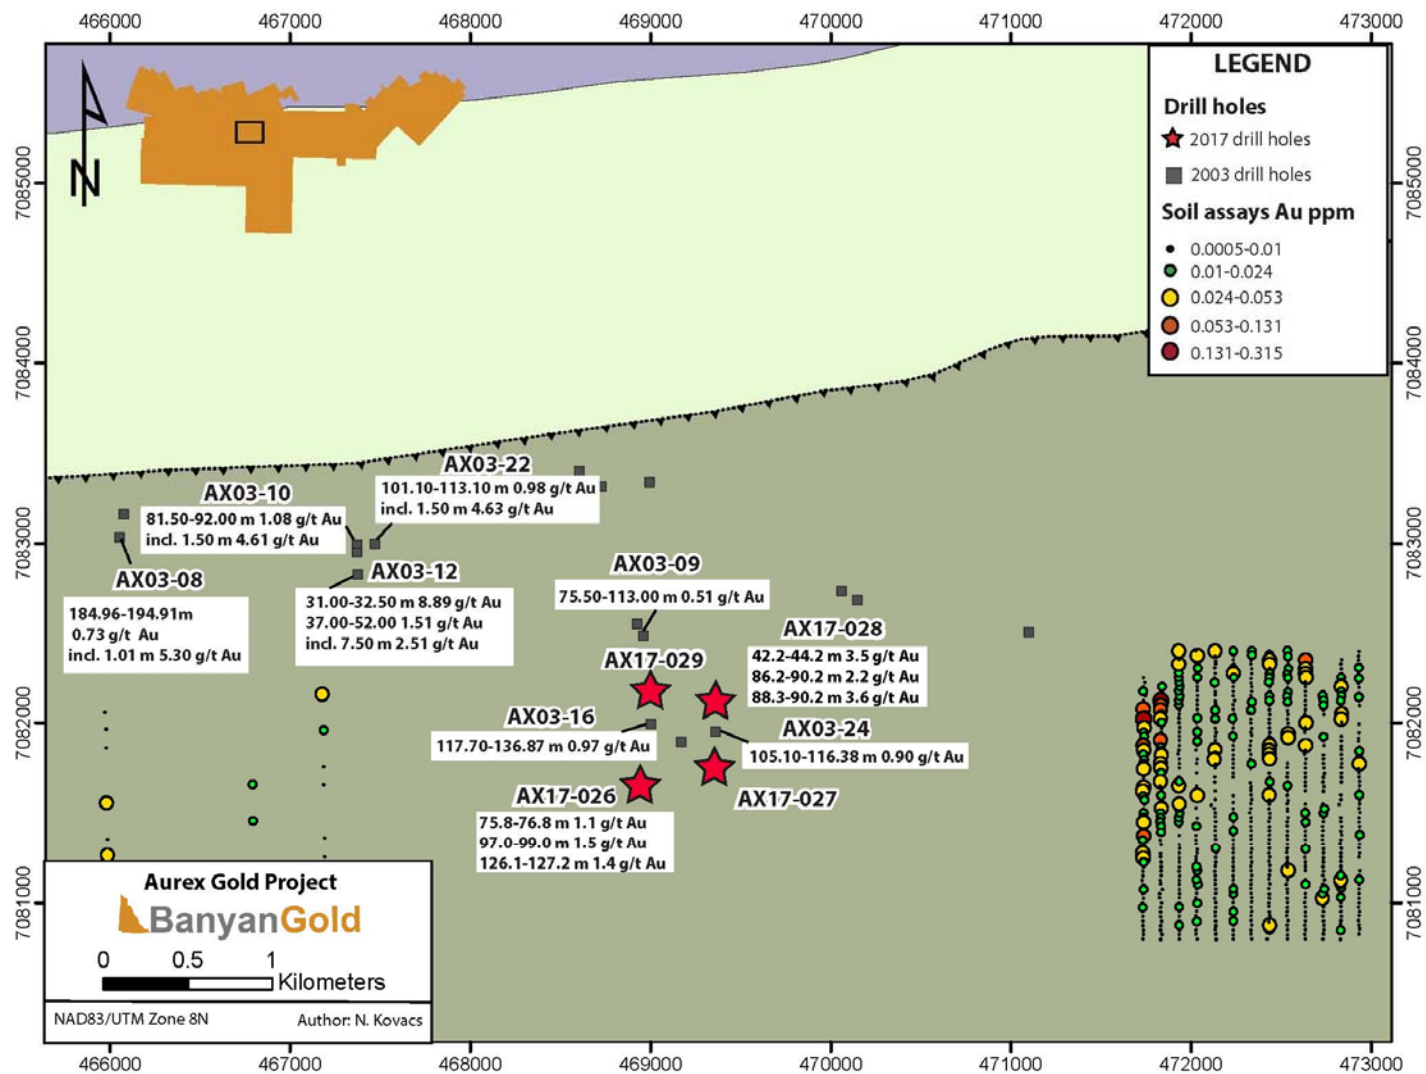 466000 467000 468000 469000 470000 471000 472000 473000
LEGEND
Drill holes
2017 drill holes
2003 drill holes
Soil assays Au ppm
0.0005-0.01
0.01-0.024
0.024-0.053
0.053-0.131
0.131-0.315
N
7085000 7085000
7084000 7084000
7083000 7083000
7082000 7082000
7081000 7081000
AX03-22
101.10-113.10 m 0.98 g/t Au
incl. 1.50 m 4.63 g/t Au
AX03-10
81.50-92.00 m 1.08 g/t Au
incl. 1.50 m 4.61 g/t Au
AX03-08
184.96-194.91m
0.73 g/t Au
incl. 1.01 m 5.30 g/t Au
AX03-12
31.00-32.50 m 8.89 g/t Au
37.00-52.00 1.51 g/t Au
incl. 7.50 m 2.51 g/t Au
AX03-09
75.50-113.00 m 0.51 g/t Au
AX17-028
42.2-44.2 m 3.5 g/t Au
86.2-90.2 m 2.2 g/t Au
88.3-90.2 m 3.6 g/t Au
AX17-029
AX03-16
117.70-136.87 m 0.97 g/t Au
AX03-24
105.10-116.38 m 0.90 g/t Au
AX17-026
75.8-76.8 m 1.1 g/t Au
97.0-99.0 m 1.5 g/t Au
126.1-127.2 m 1.4 g/t Au
AX17-027
Aurex Gold Project
BanyanGold
0 0.5 1
Kilometers
NAD83/UTM Zone 8N Author: N. Kovacs
466000 467000 468000 469000 470000 471000 472000 473000